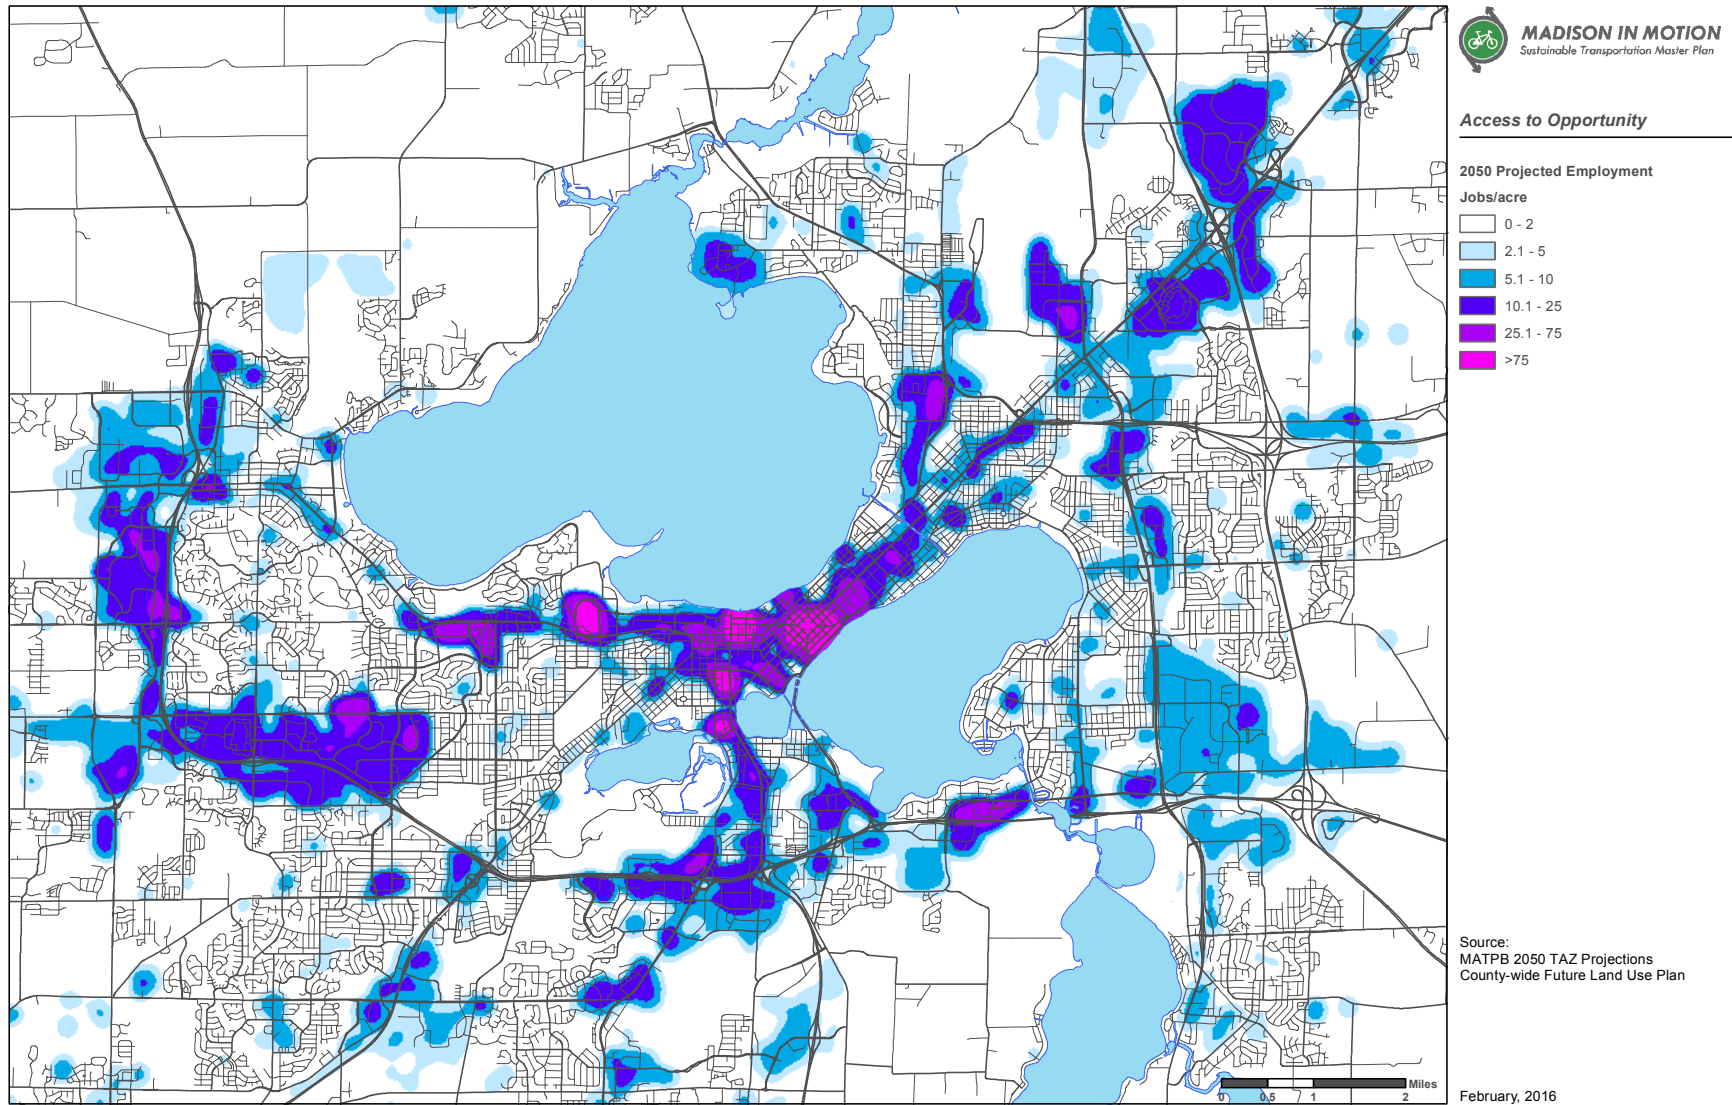 MADISON IN MOTION
Sustainable Transportation Master Plan
Access to Opportunity
2050 Projected Employment
Jobs/acre
0 - 2
2.1 - 5
5.1 - 10
10.1 - 25
25.1 - 75
>75
Source:
MATPB 2050 TAZ Projections
County-wide Future Land Use Plan
Miles
0 0.5 1 2
February, 2016